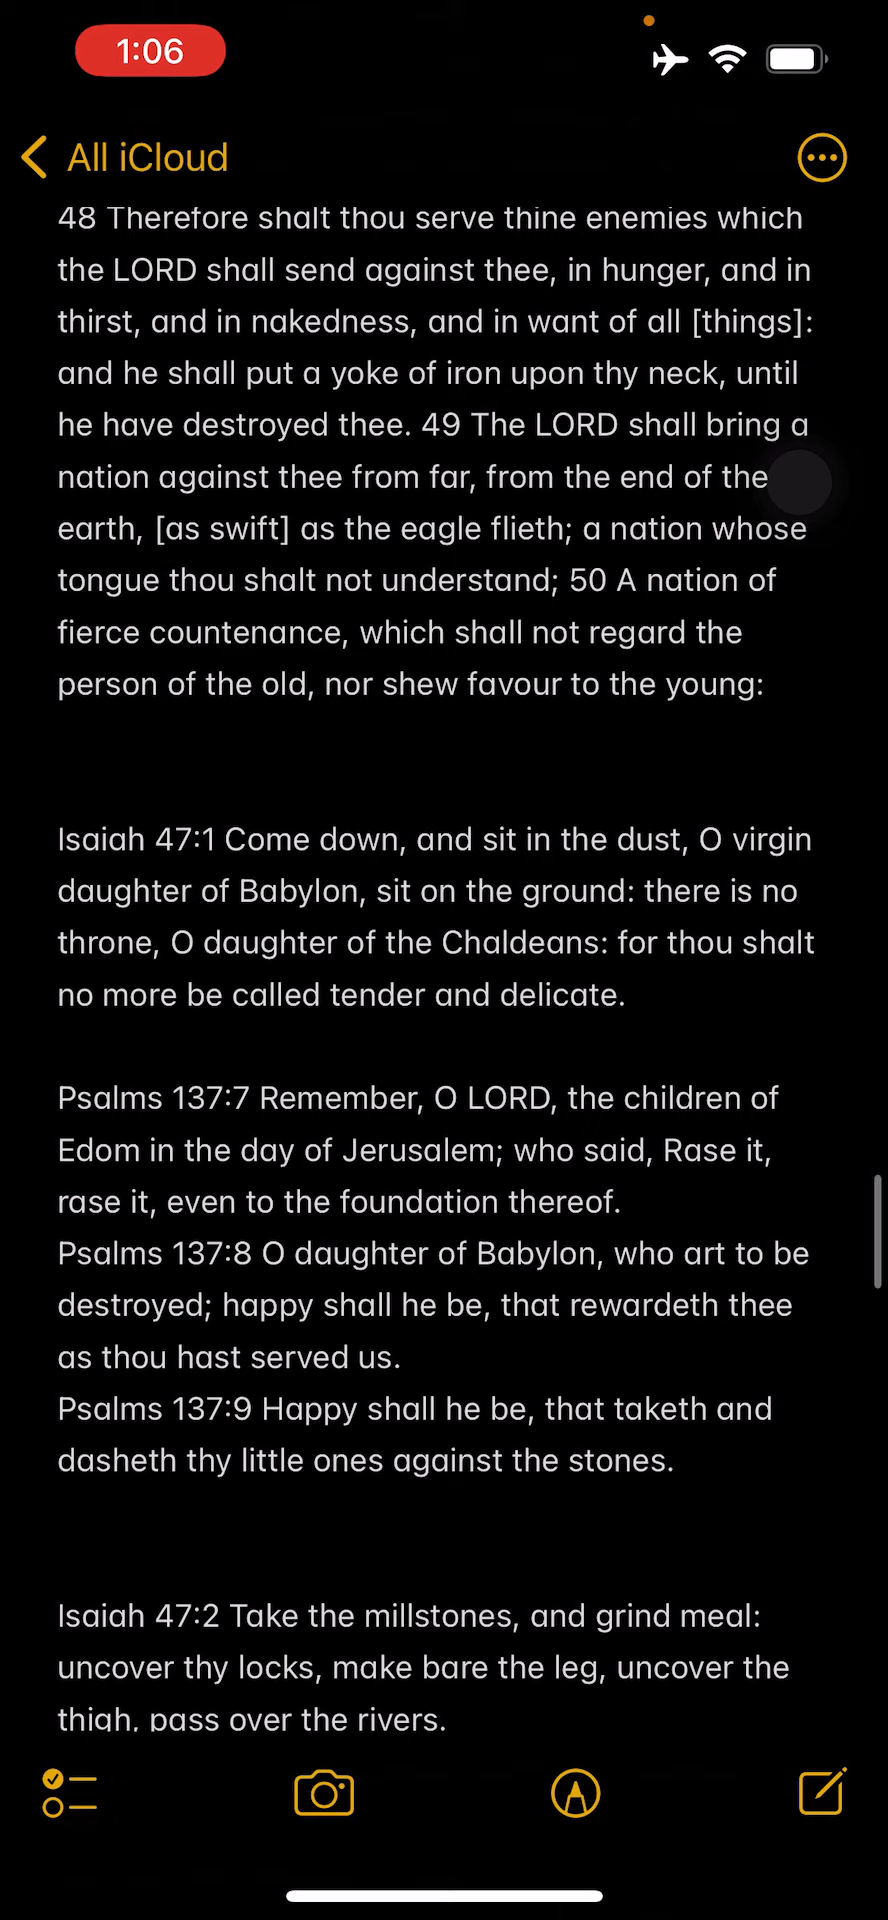 1:06
All iCloud
48 Therefore shalt thou serve thine enemies which
the LORD shall send against thee, in hunger, and in
thirst, and in nakedness, and in want of all [things]:
and he shall put a yoke of iron upon thy neck, until
he have destroyed thee. 49 The LORD shall bring a
nation against thee from far, from the end of the
earth, [as swift] as the eagle flieth; a nation whose
tongue thou shalt not understand; 50 A nation of
fierce countenance, which shall not regard the
person of the old, nor shew favour to the young:
Isaiah 47:1 Come down, and sit in the dust, O virgin
daughter of Babylon, sit on the ground: there is no
throne, O daughter of the Chaldeans: for thou shalt
no more be called tender and delicate.
Psalms 137:7 Remember, O LORD, the children of
Edom in the day of Jerusalem; who said, Rase it,
rase it, even to the foundation thereof.
Psalms 137:8 O daughter of Babylon, who art to be
destroyed; happy shall he be, that rewardeth thee
as thou hast served us.
Psalms 137:9 Happy shall he be, that taketh and
dasheth thy little ones against the stones.
Isaiah 47:2 Take the millstones, and grind meal:
uncover thy locks, make bare the leg, uncover the
thigh, pass over the rivers.